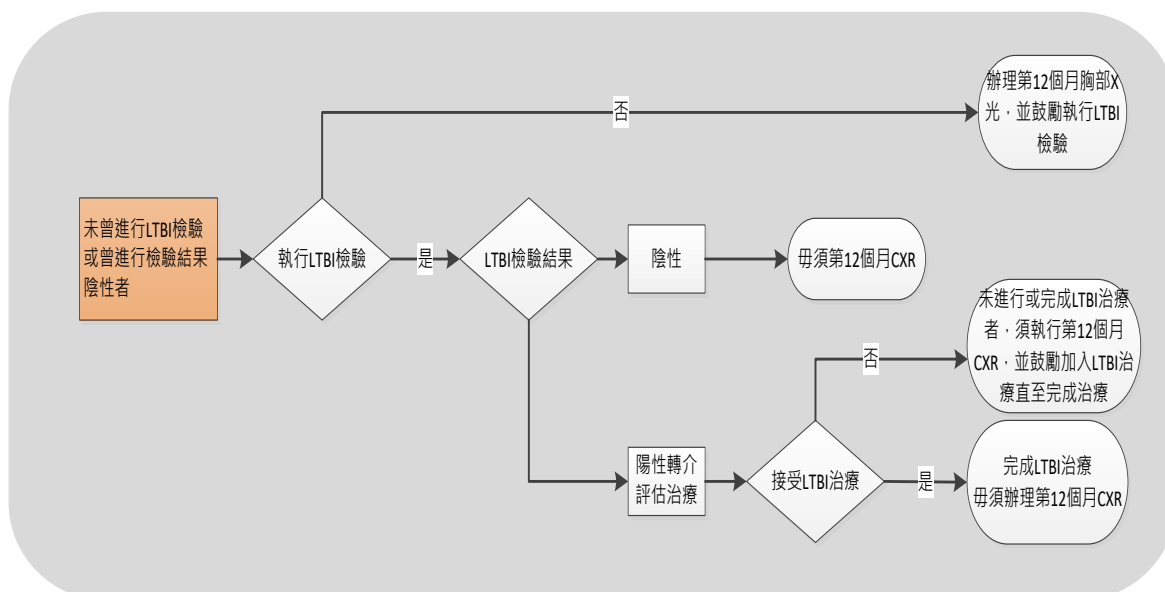 辦理第12個月胸部X
光，並鼓勵執行LTBI
檢驗
否
未曾進行LTBI檢驗
或曾進行檢驗結果
陰性者
執行LTBI檢驗
是
LTBI檢驗結果
陰性
毋須第12個月CXR
未進行或完成LTBI治療
者，須執行第12個月
CXR，並鼓勵加入LTBI治
療直至完成治療
否
陽性轉介
評估治療
接受LTBI治療
是
完成LTBI治療
毋須辦理第12個月CXR